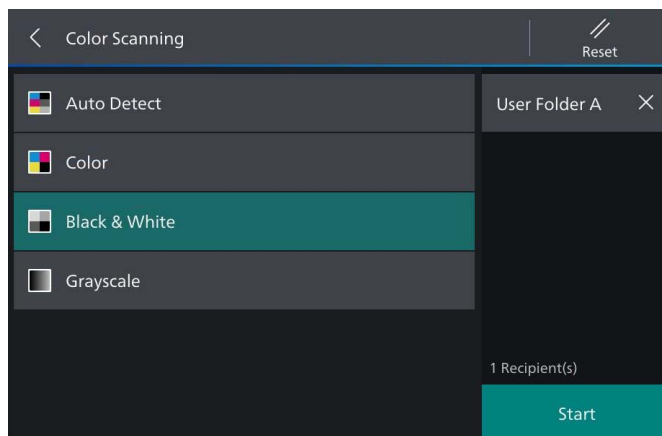 Color Scanning
Reset
Auto Detect
Color
Black & White
Grayscale
User Folder A
1 Recipient(s)
Start